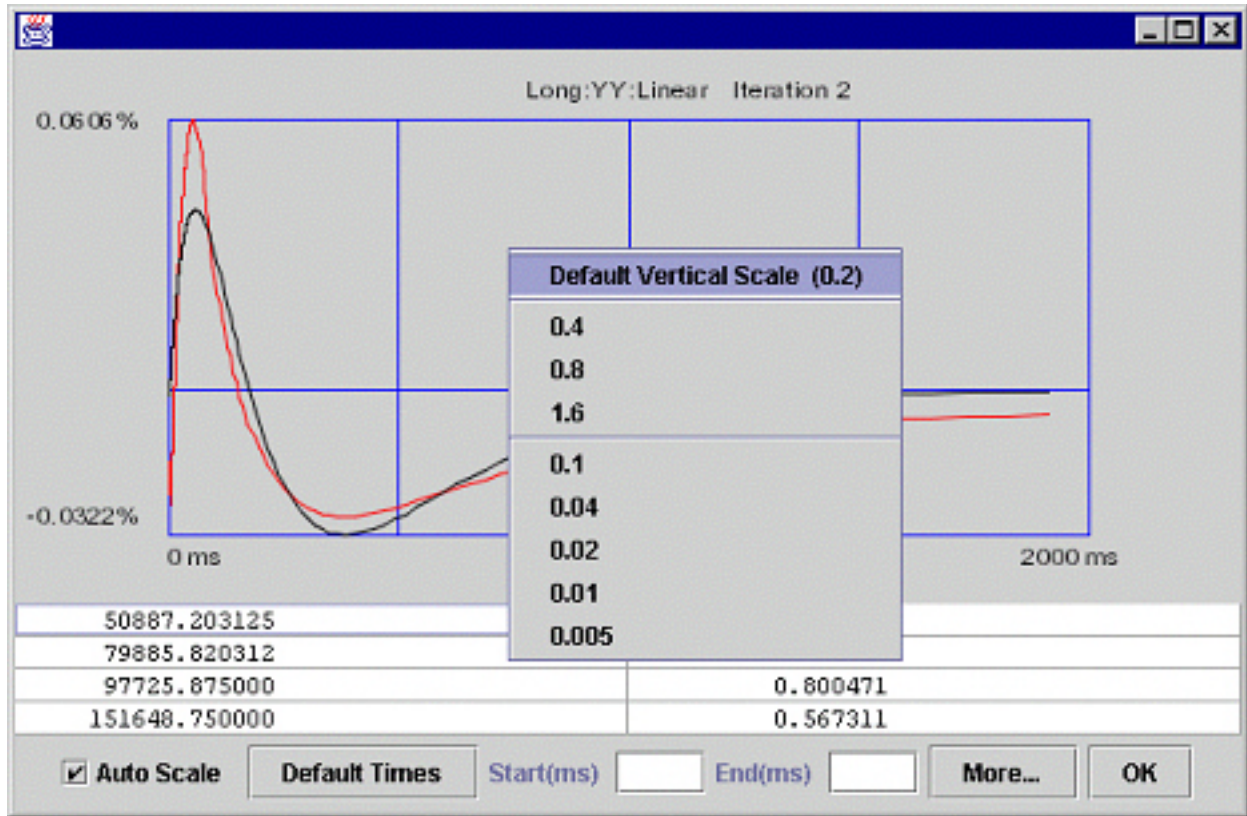 Long:YY:Linear Iteration 2
0.0606%
Default Vertical Scale (0.2)
0.4
0.8
1.6
0.1
0.04
0.02
0.01
0.005
-0.0322%
0 ms
2000 ms
50887.203125
79885.820312
97725.875000 0.800471
151648.750000 0.567311
Auto Scale Default Times Start(ms) End(ms) More... OK